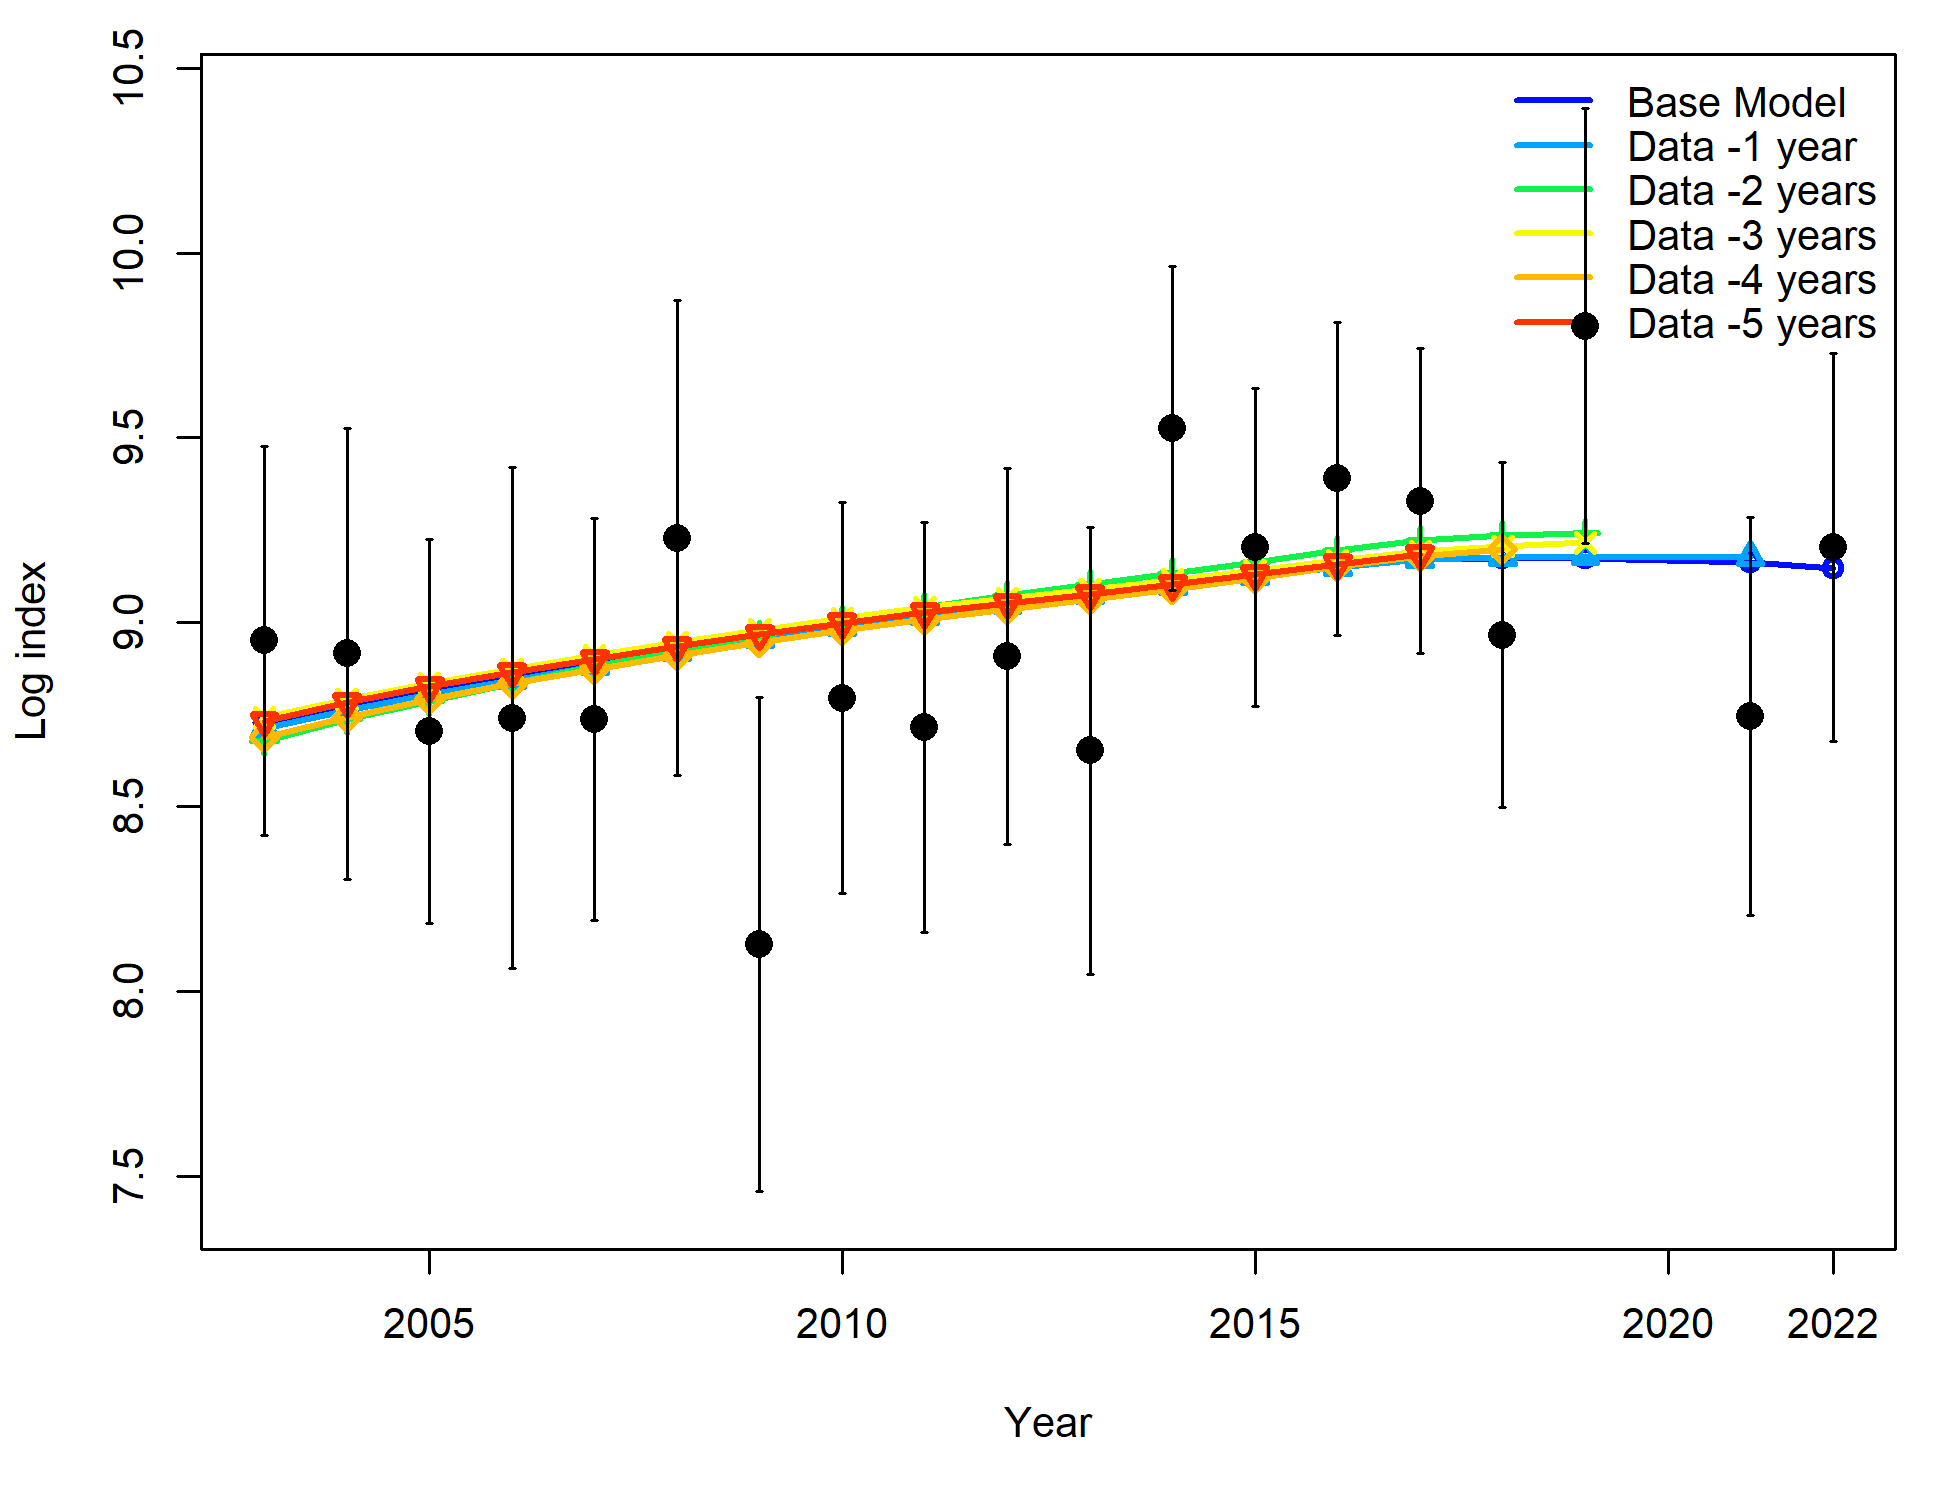 10.5
10.0
9.5
9.0
8.5
8.0
7.5
Log index
Base Model
Data -1 year
Data -2 years
Data -3 years
Data -4 years
Data -5 years
2005 2010 2015 2020 2022
Year